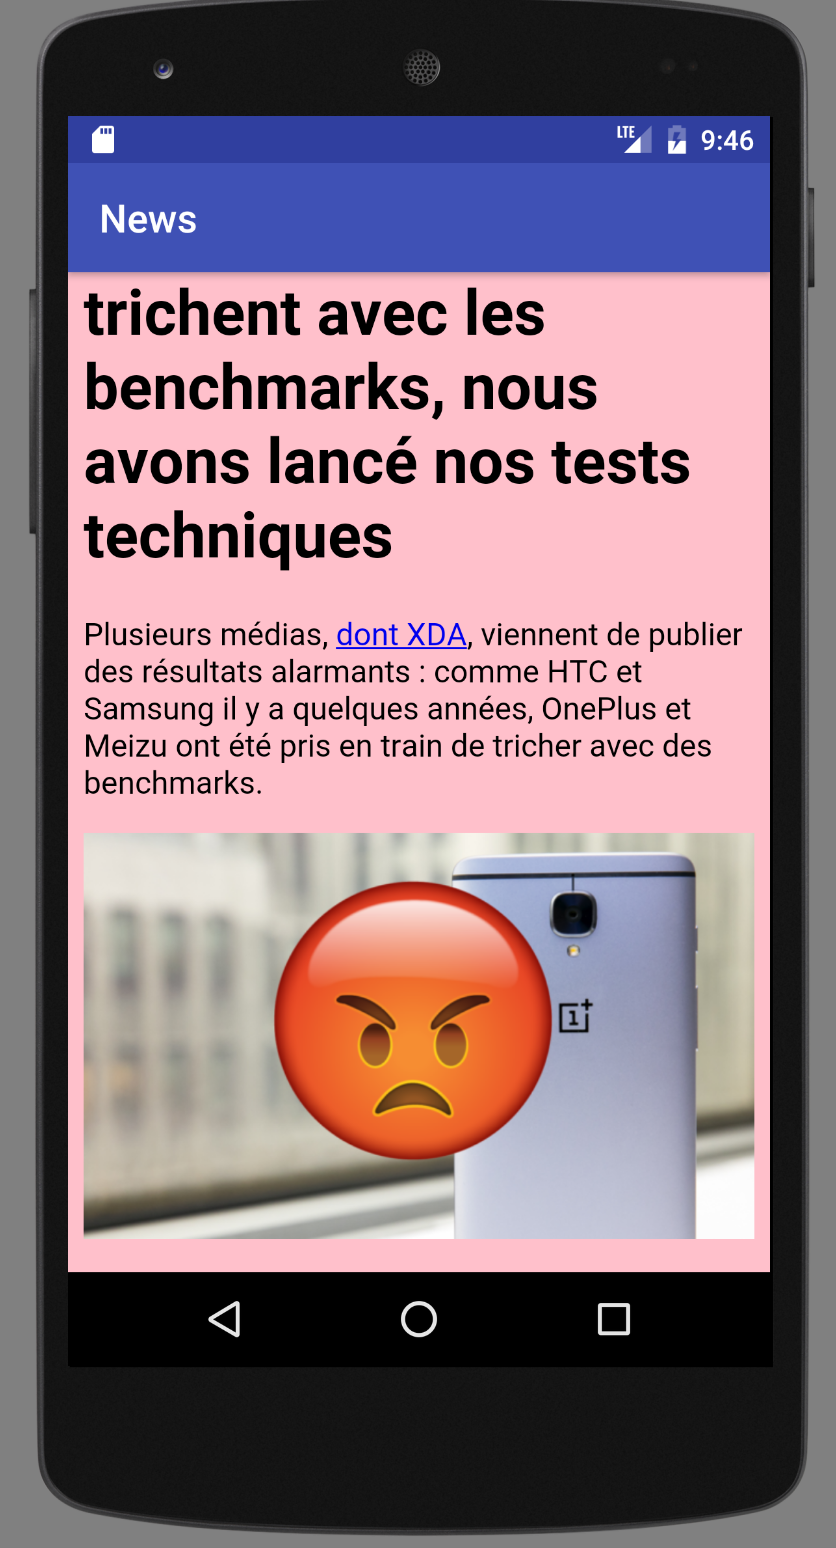 LTE 9:46
News
trichent avec les
benchmarks, nous
avons lancé nos tests
techniques
Plusieurs médias, dont XDA, viennent de publier
des résultats alarmants : comme HTC et
Samsung il y a quelques années, OnePlus et
Meizu ont été pris en train de tricher avec des
benchmarks.
1+